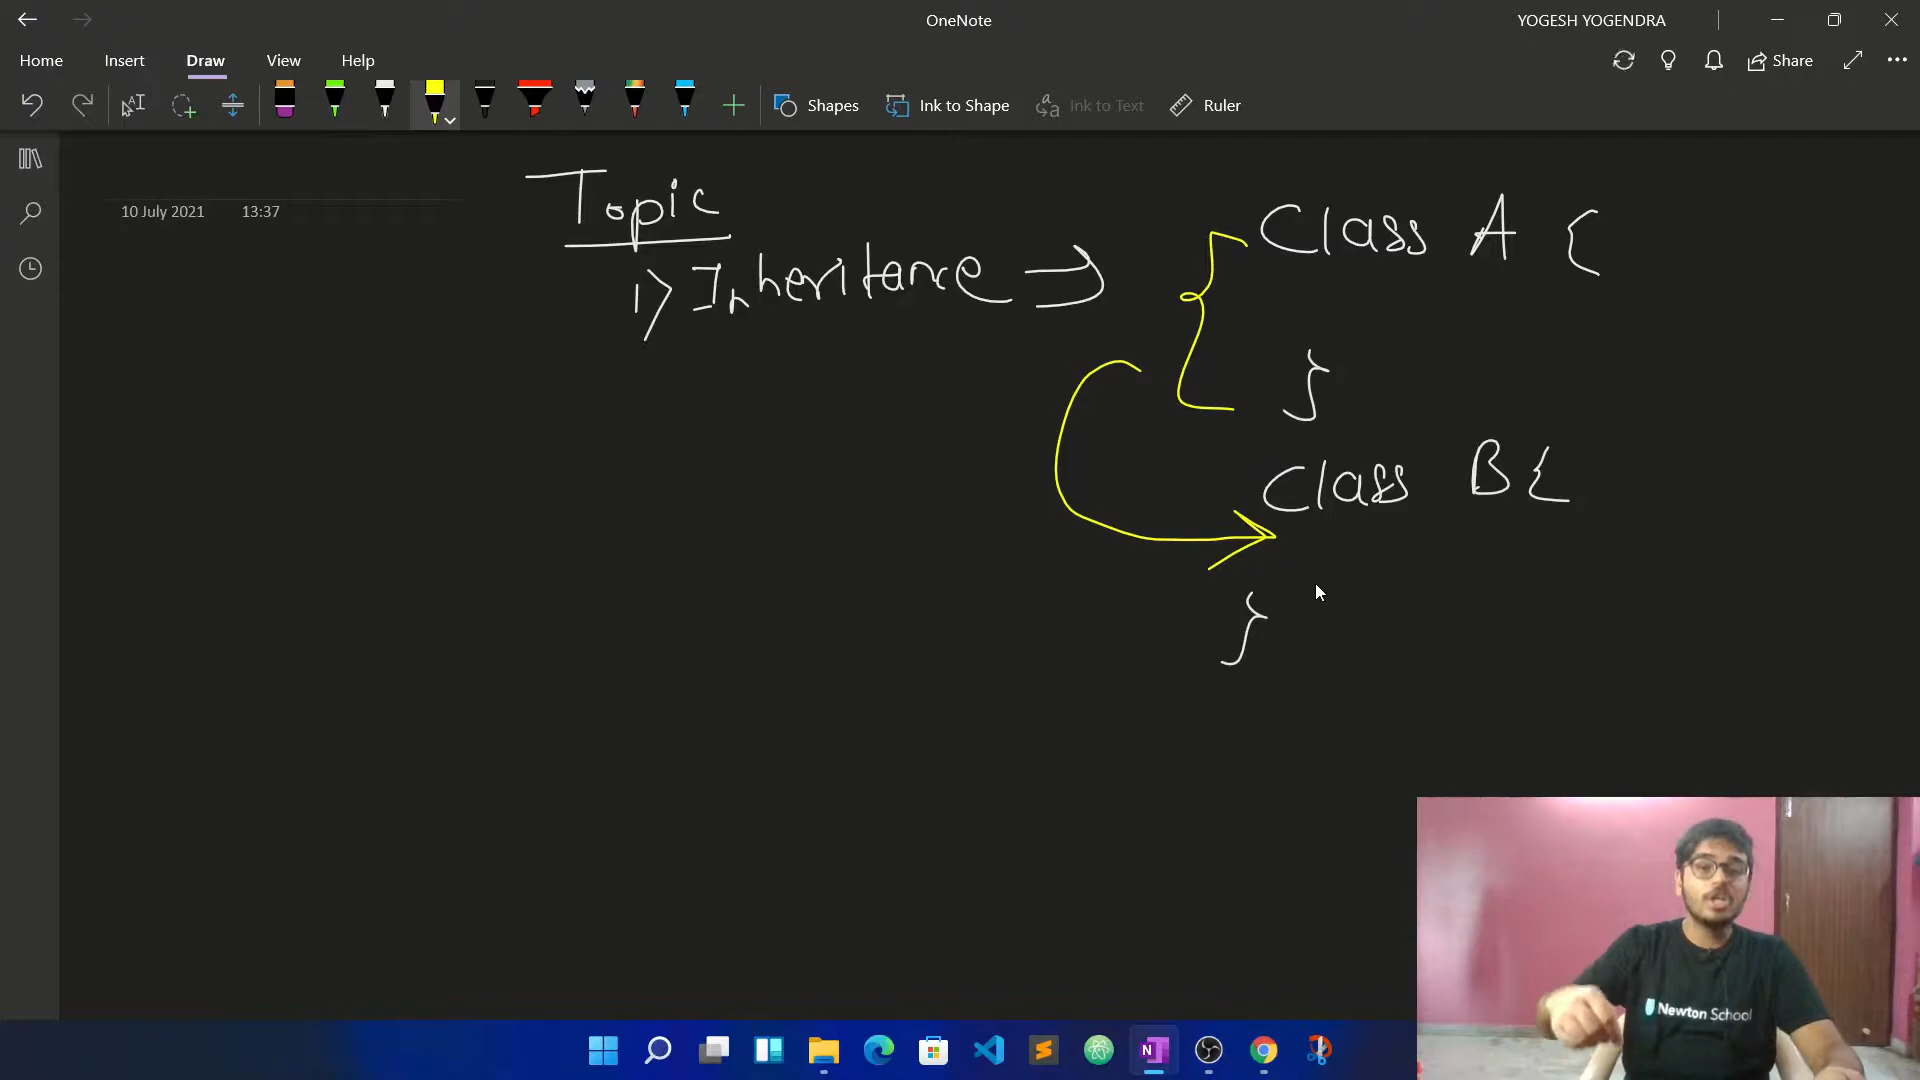 OneNote
YOGESH YOGENDRA
Home Insert Draw View Help
Share
Shapes Ink to Shape Ink to Text Ruler
10 July 2021 13:37
Topic
1) Inheritance
Class A {
}
Class B {
}
Newton School